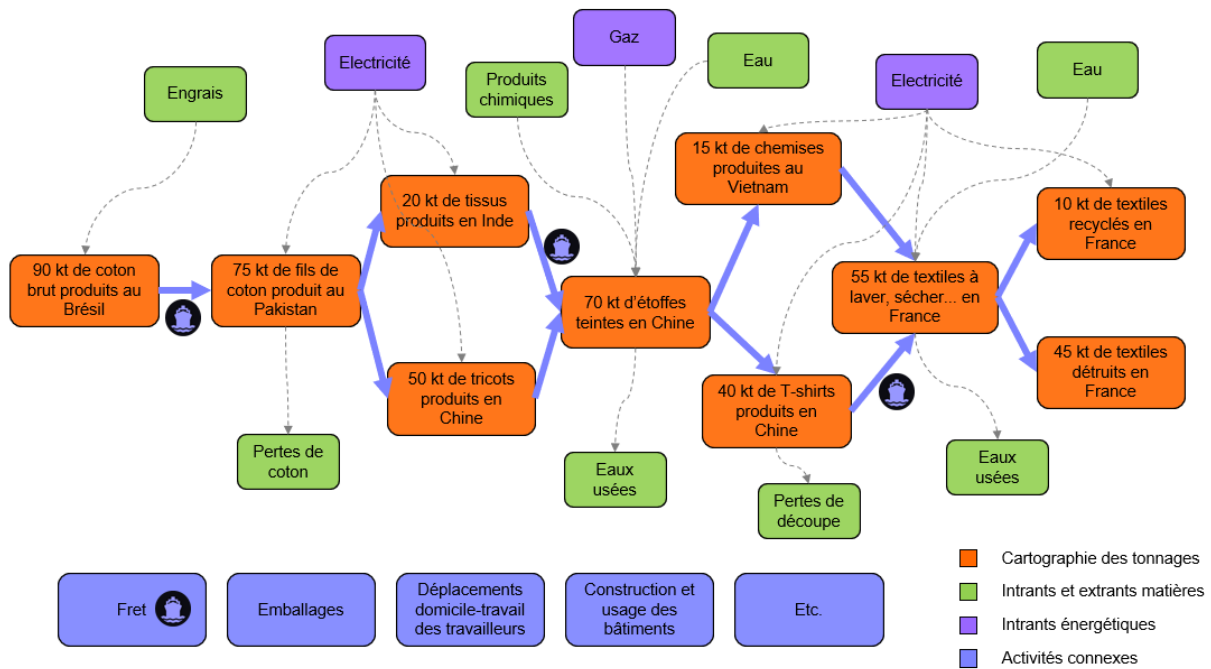 Gaz
Electricité
Eau
Produits
chimiques
Engrais
Electricité
Eau
15 kt de chemises
produites au
Vietnam
20 kt de tissus
produits en Inde
10 kt de textiles
recyclés en
France
90 kt de coton
brut produits au
Brésil
75 kt de fils de
coton produit au
Pakistan
70 kt d’étoffes
teintes en Chine
55 kt de textiles à
laver, sécher... en
France
50 kt de tricots
produits en
Chine
40 kt de T-shirts
produits en
Chine
45 kt de textiles
détruits en
France
Pertes de
coton
Eaux
usées
Pertes de
découpe
Eaux
usées
Fret
Emballages
Déplacements
domicile-travail
des travailleurs
Construction et
usage des
bâtiments
Etc.
Cartographie des tonnages
Intrants et extrants matières
Intrants énergétiques
Activités connexes